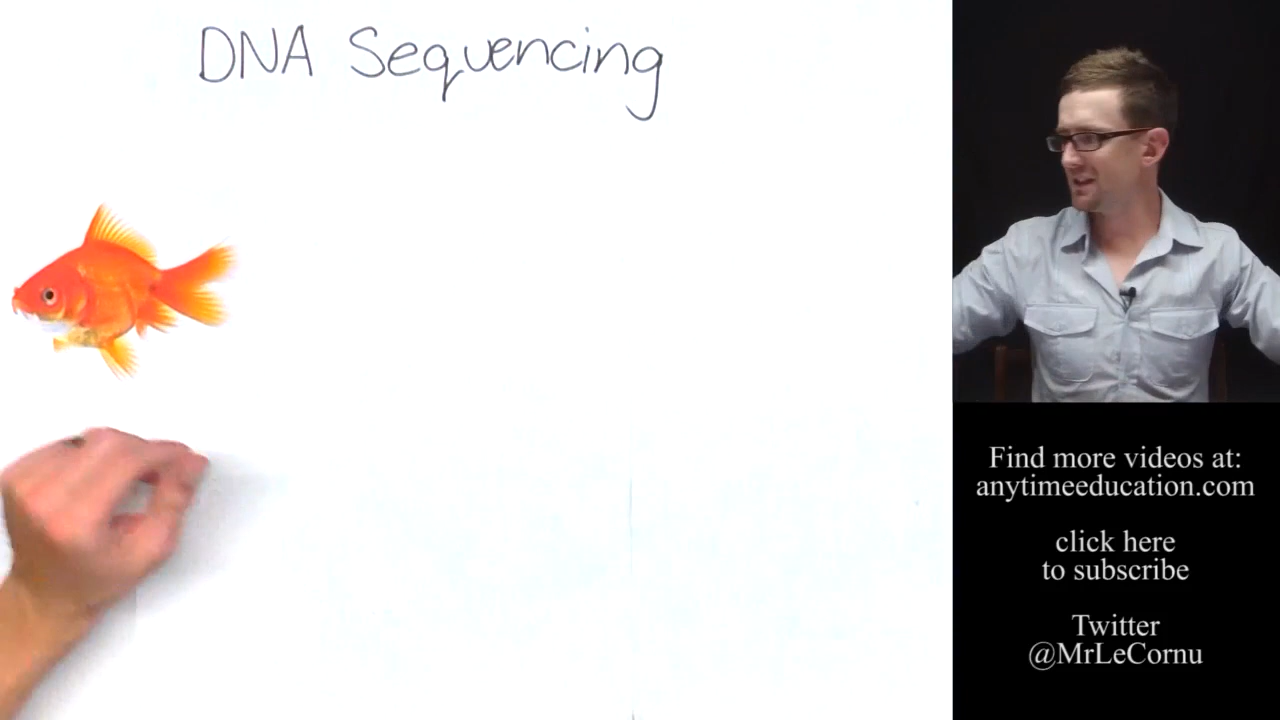 DNA Sequencing
Find more videos at:
anytimeeducation.com
click here
to subscribe
Twitter
@MrLeCornu